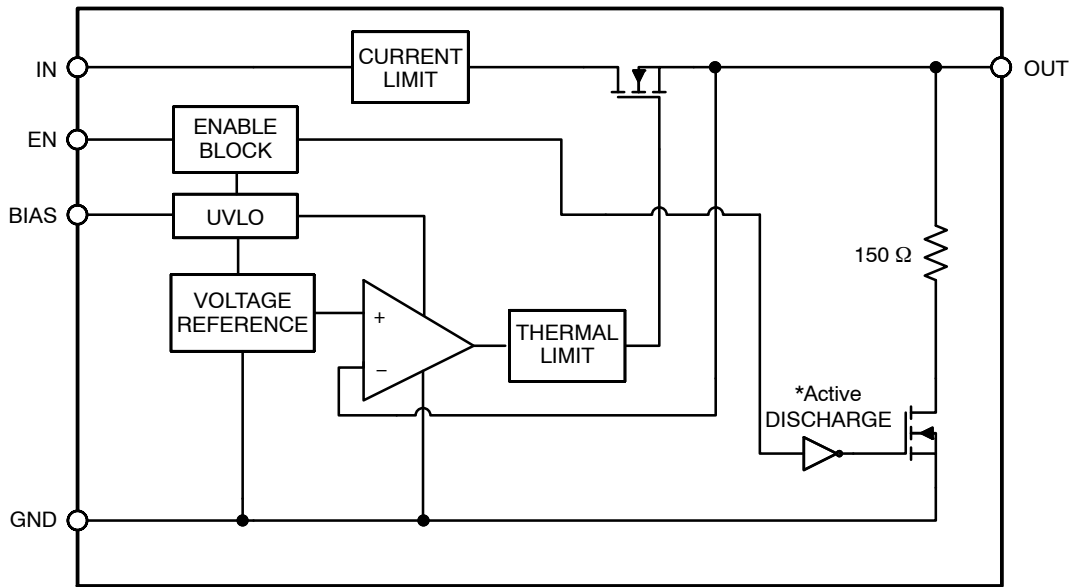 IN
CURRENT
LIMIT
OUT
EN
ENABLE
BLOCK
BIAS
UVLO
150 Ω
VOLTAGE
REFERENCE
+
−
THERMAL
LIMIT
*Active
DISCHARGE
GND